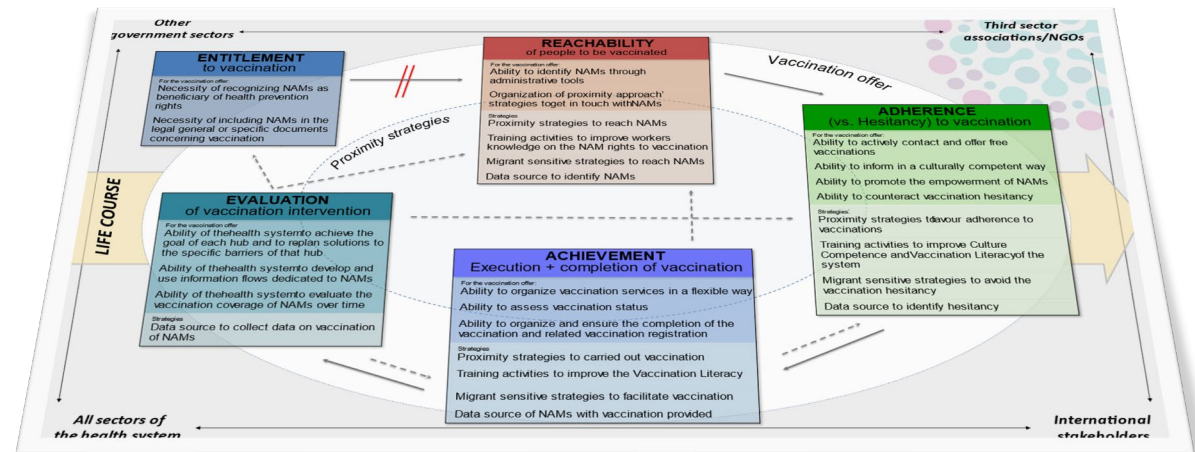 Other
government sectors
Third sector
associations/NGOs
ENTITLEMENT
to vaccination
For the vaccination offer:
Necessity of recognizing NAMs as
beneficiary of health prevention
rights
Necessity of including NAMs in the
legal general or specific documents
concerning vaccination
REACHABILITY
of people to be vaccinated
For the vaccination offer:
Ability to identify NAMs through
administrative tools
Organization of proximity approach'
strategies toget in touch withNAMs
Strategies
Proximity strategies to reach NAMs
Training activities to improve workers
knowledge on the NAM rights to vaccination
Migrant sensitive strategies to reach NAMs
Data source to identify NAMs
Vaccination offer
ADHERENCE
(vs. Hesitancy) to vaccination
For the vaccination offer:
Ability to actively contact and offer free
vaccinations
Ability to inform in a culturally competent way
Ability to promote the empowerment of NAMs
Ability to counteract vaccination hesitancy
Strategies:
Proximity strategies favour adherence to
vaccinations
Training activities to improve Culture
Competence andVaccination Literacyof the
system
Migrant sensitive strategies to avoid the
vaccination hesitancy
Data source to identify hesitancy
Proximity strategies
LIFE COURSE
EVALUATION
of vaccination intervention
For the vaccination offer
Ability of thehealth systemto achieve the
goal of each hub and to replan solutions to
the specific barriers of that hub
Ability of thehealth systemto develop and
use information flows dedicated to NAMs
Ability of thehealth systemto evaluate the
vaccination coverage of NAMs over time
Strategies
Data source to collect data on vaccination
of NAMs
ACHIEVEMENT
Execution + completion of vaccination
For the vaccination offer:
Ability to organize vaccination services in a flexible way
Ability to assess vaccination status
Ability to organize and ensure the completion of the
vaccination and related vaccination registration
Strategies
Proximity strategies to carried out vaccination
Training activities to improve the Vaccination Literacy
Migrant sensitive strategies to facilitate vaccination
Data source of NAMs with vaccination provided
All sectors of
the health system
International
stakeholders